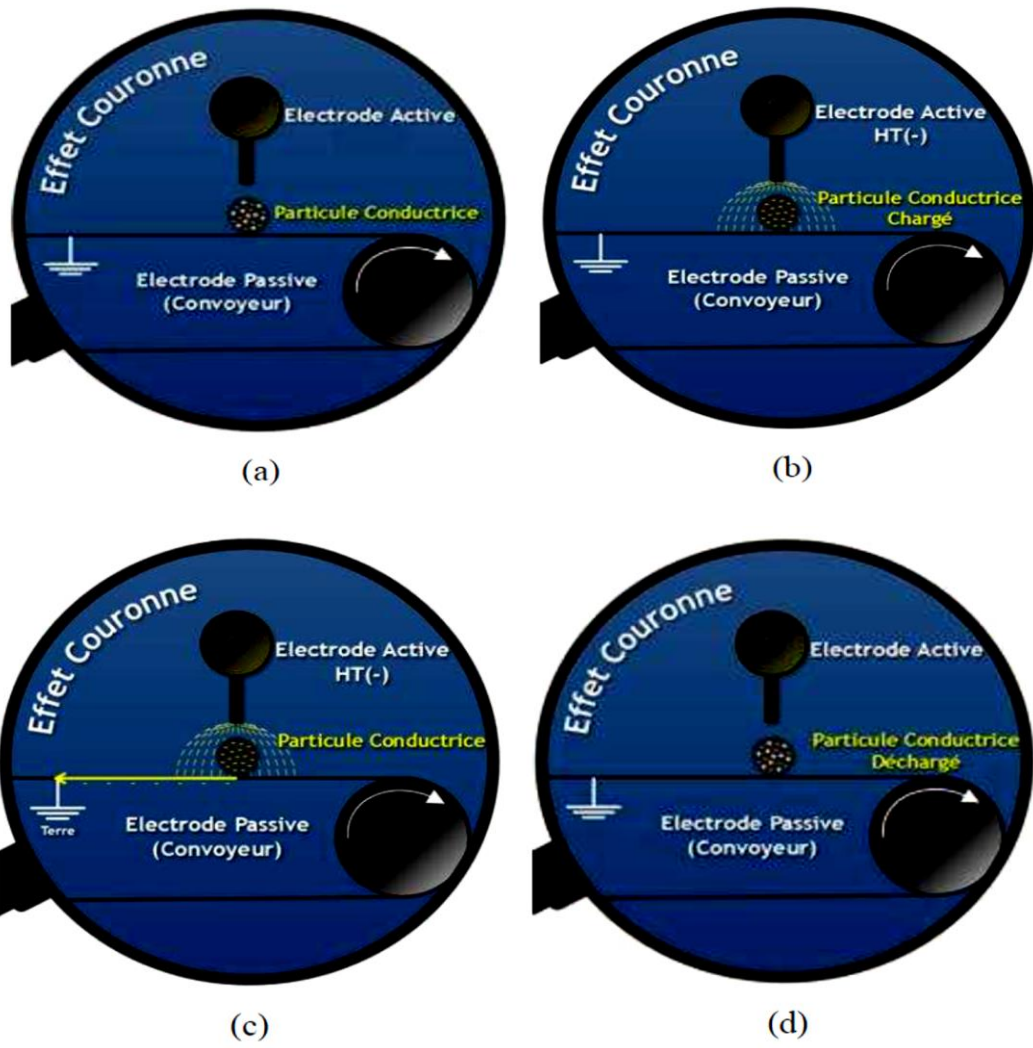 Effet Couronne
Electrode Active
Particule Conductrice
Electrode Passive
(Convoyeur)
(a)
Effet Couronne
Electrode Active
HT(-)
Particule Conductrice
Chargé
Electrode Passive
(Convoyeur)
(b)
Effet Couronne
Electrode Active
HT(-)
Particule Conductrice
Terre
Electrode Passive
(Convoyeur)
(c)
Effet Couronne
Electrode Active
Particule Conductrice
Déchargé
Electrode Passive
(Convoyeur)
(d)